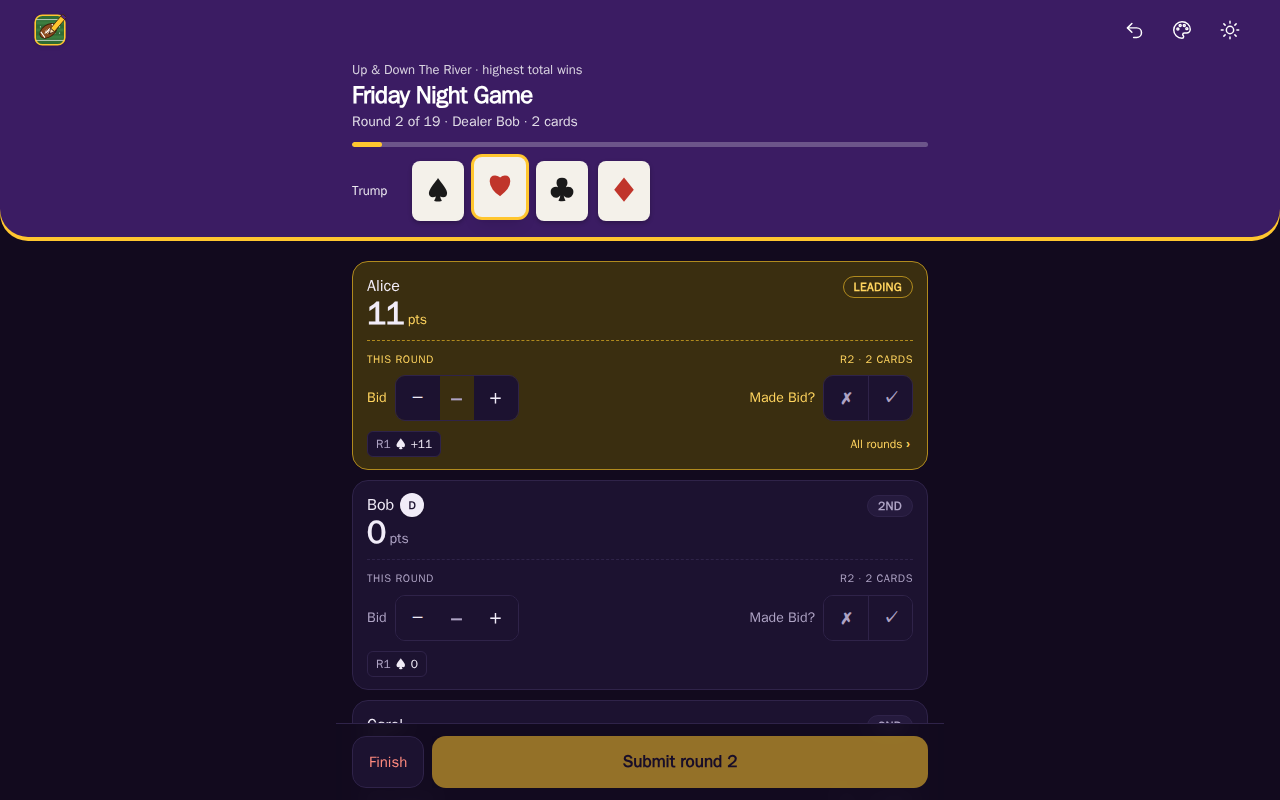 Up & Down The River · highest total wins
Friday Night Game
Round 2 of 19 · Dealer Bob · 2 cards
Trump
Alice
LEADING
11 pts
THIS ROUND
R2 · 2 CARDS
Bid
− – +
Made Bid?
✗ ✓
R1 ♠ +11
All rounds ›
Bob D
2ND
0 pts
THIS ROUND
R2 · 2 CARDS
Bid
− – +
Made Bid?
✗ ✓
R1 ♠ 0
Finish
Submit round 2